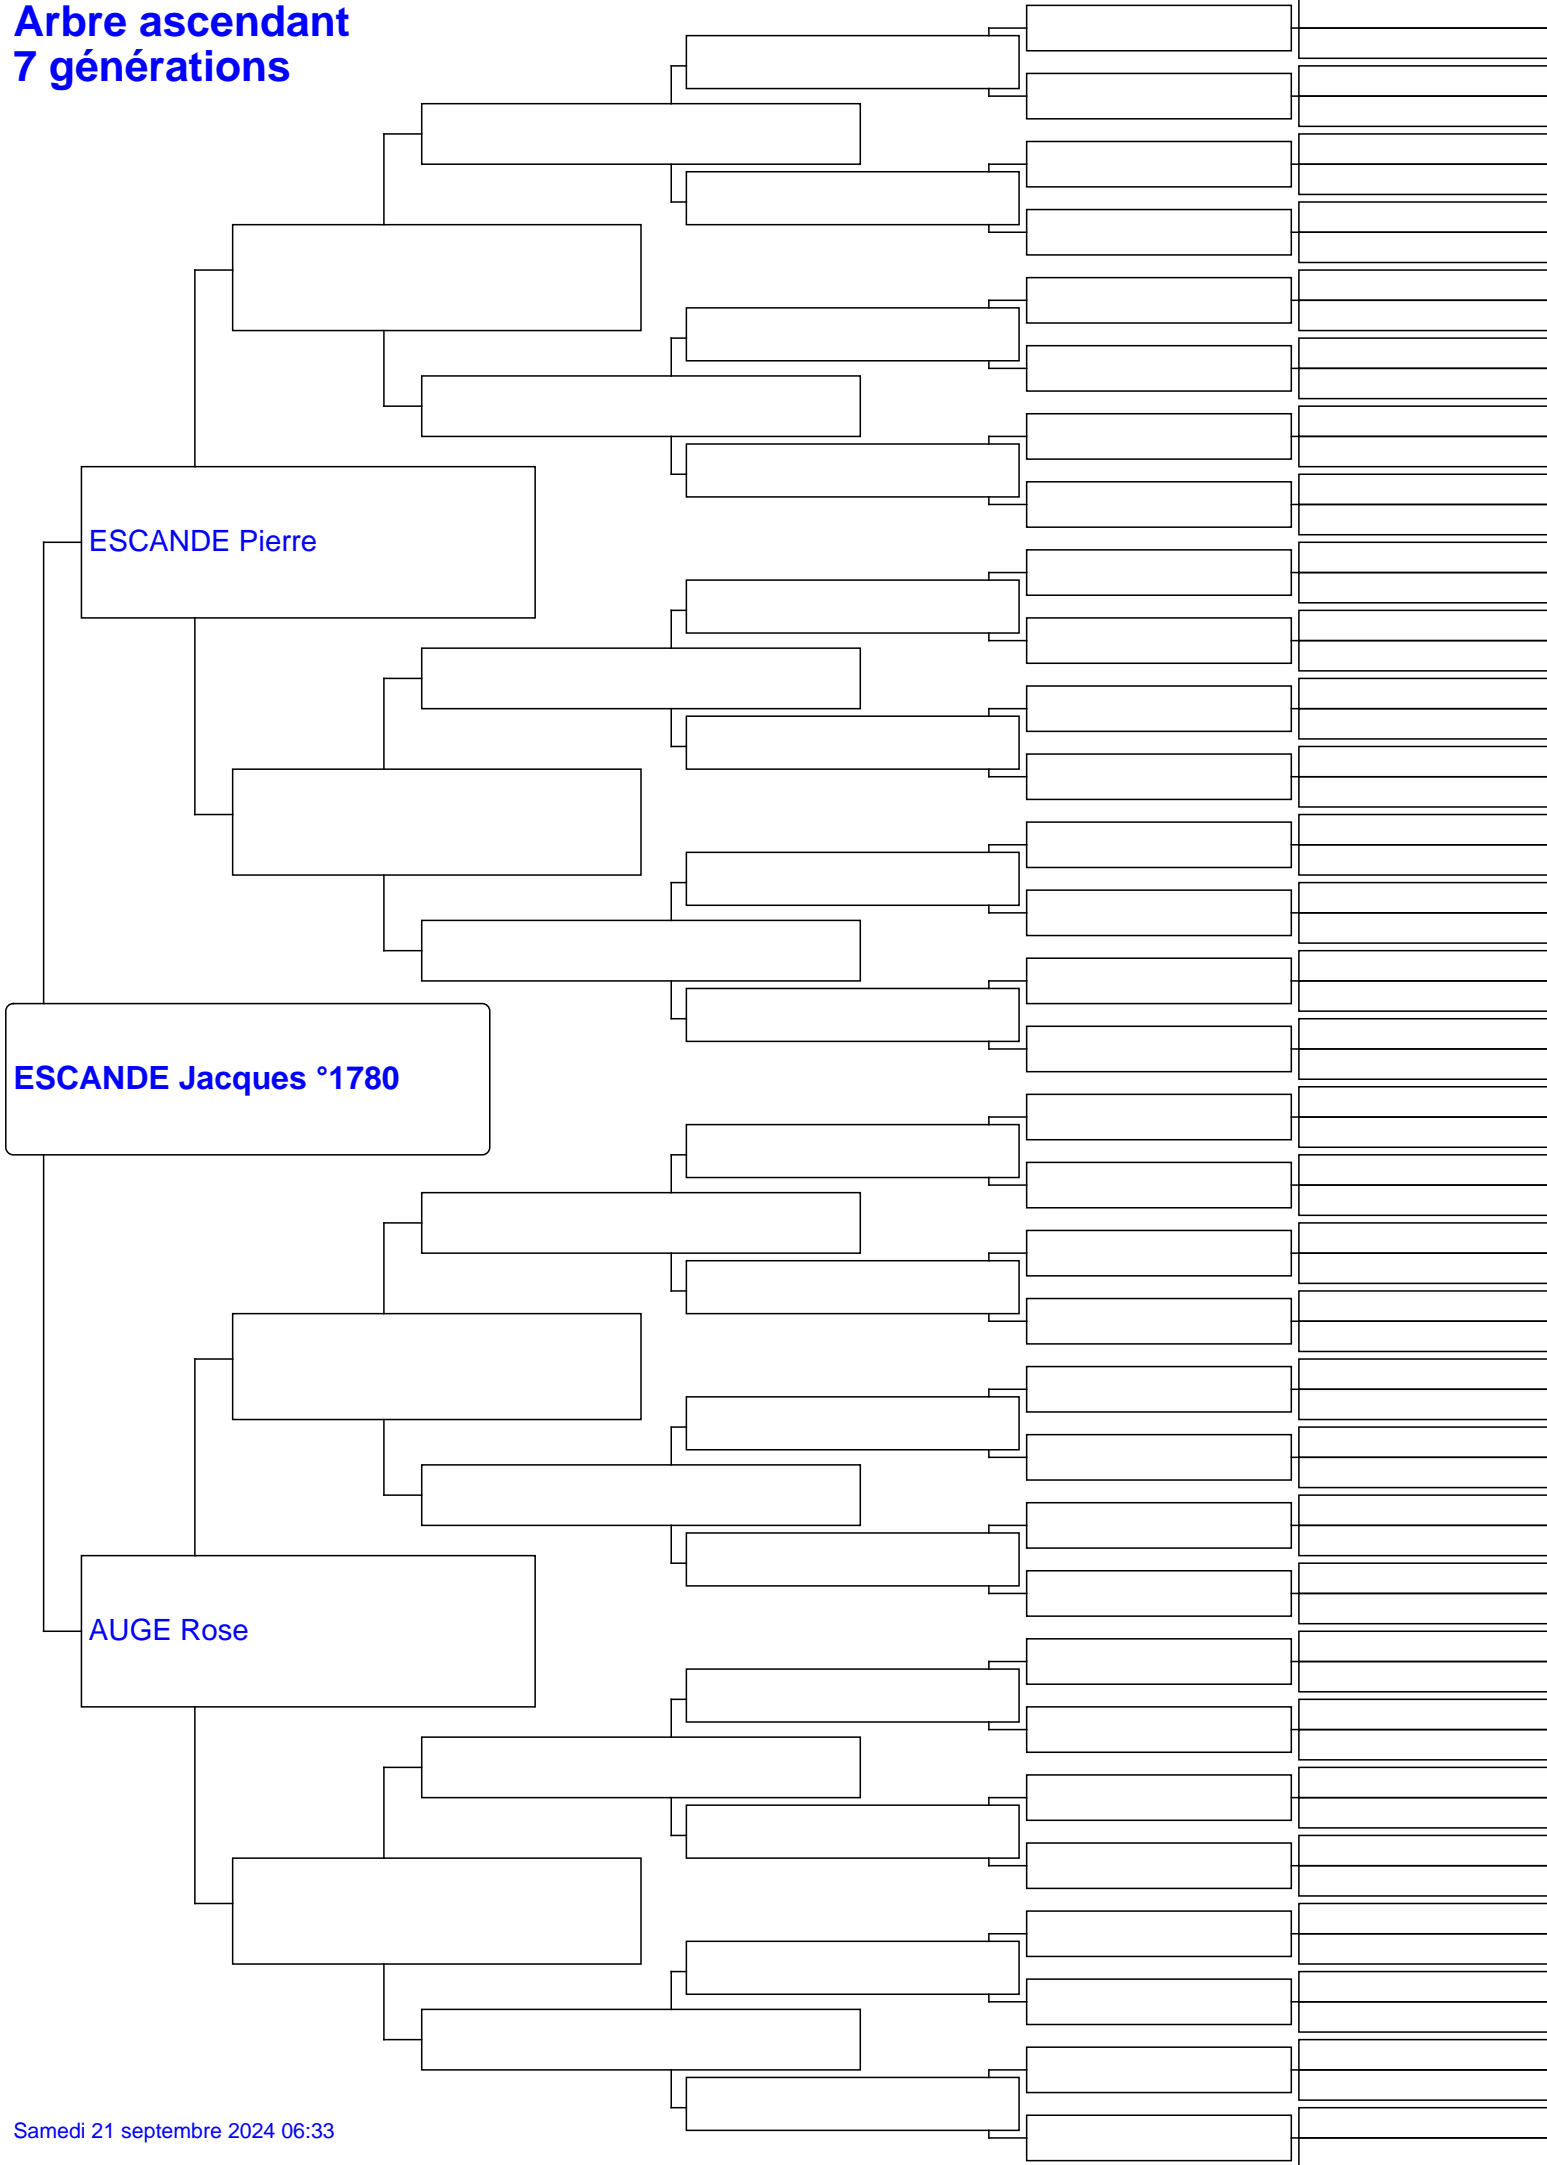 Arbre ascendant
7 générations
ESCANDE Pierre
ESCANDE Jacques °1780
AUGE Rose
Samedi 21 septembre 2024 06:33